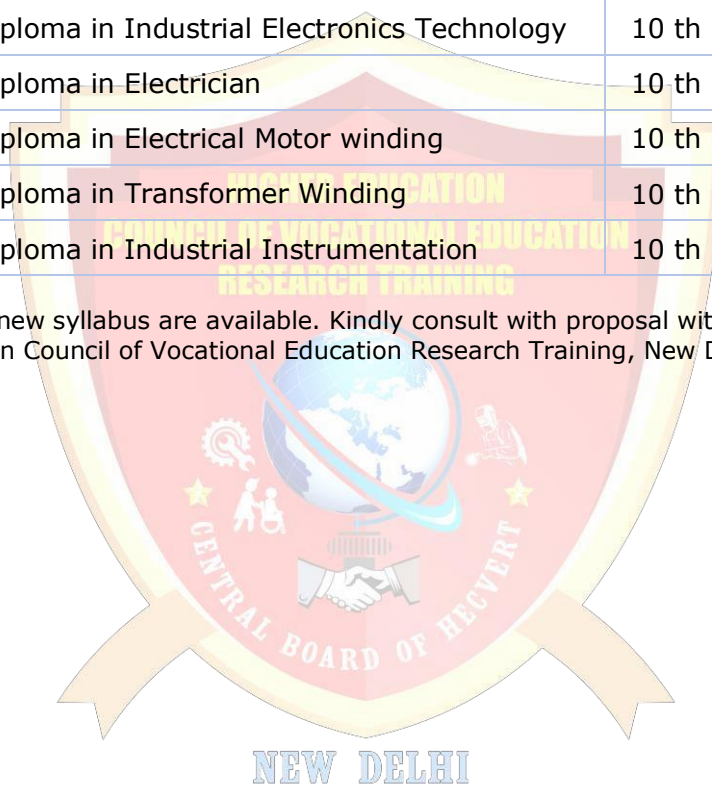 ploma in Industrial Electronics Technology 10 th
ploma in Electrician 10 th
ploma in Electrical Motor winding 10 th
ploma in Transformer Winding 10 th
ploma in Industrial Instrumentation 10 th
new syllabus are available. Kindly consult with proposal wit
n Council of Vocational Education Research Training, New D
HIGHER EDUCATION
COUNCIL OF VOCATIONAL EDUCATION
RESEARCH TRAINING
CENTRAL BOARD OF HECVERT
NEW DELHI